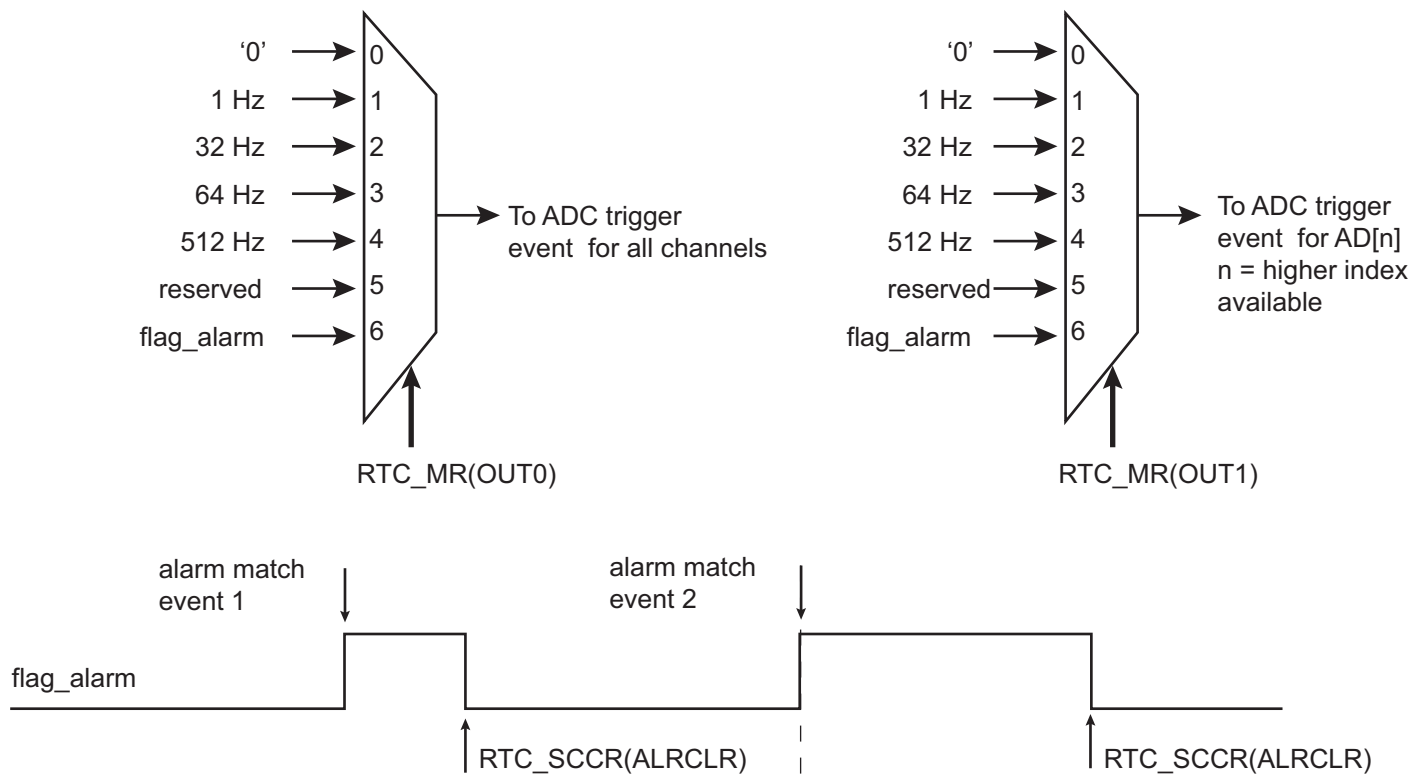 ‘0’
0
1 Hz
1
32 Hz
2
64 Hz
3
512 Hz
4
reserved
5
flag_alarm
6
To ADC trigger
event for all channels
RTC_MR(OUT0)
‘0’
0
1 Hz
1
32 Hz
2
64 Hz
3
512 Hz
4
reserved
5
flag_alarm
6
To ADC trigger
event for AD[n]
n = higher index
available
RTC_MR(OUT1)
alarm match
event 1
alarm match
event 2
flag_alarm
RTC_SCCR(ALRCLR)
RTC_SCCR(ALRCLR)